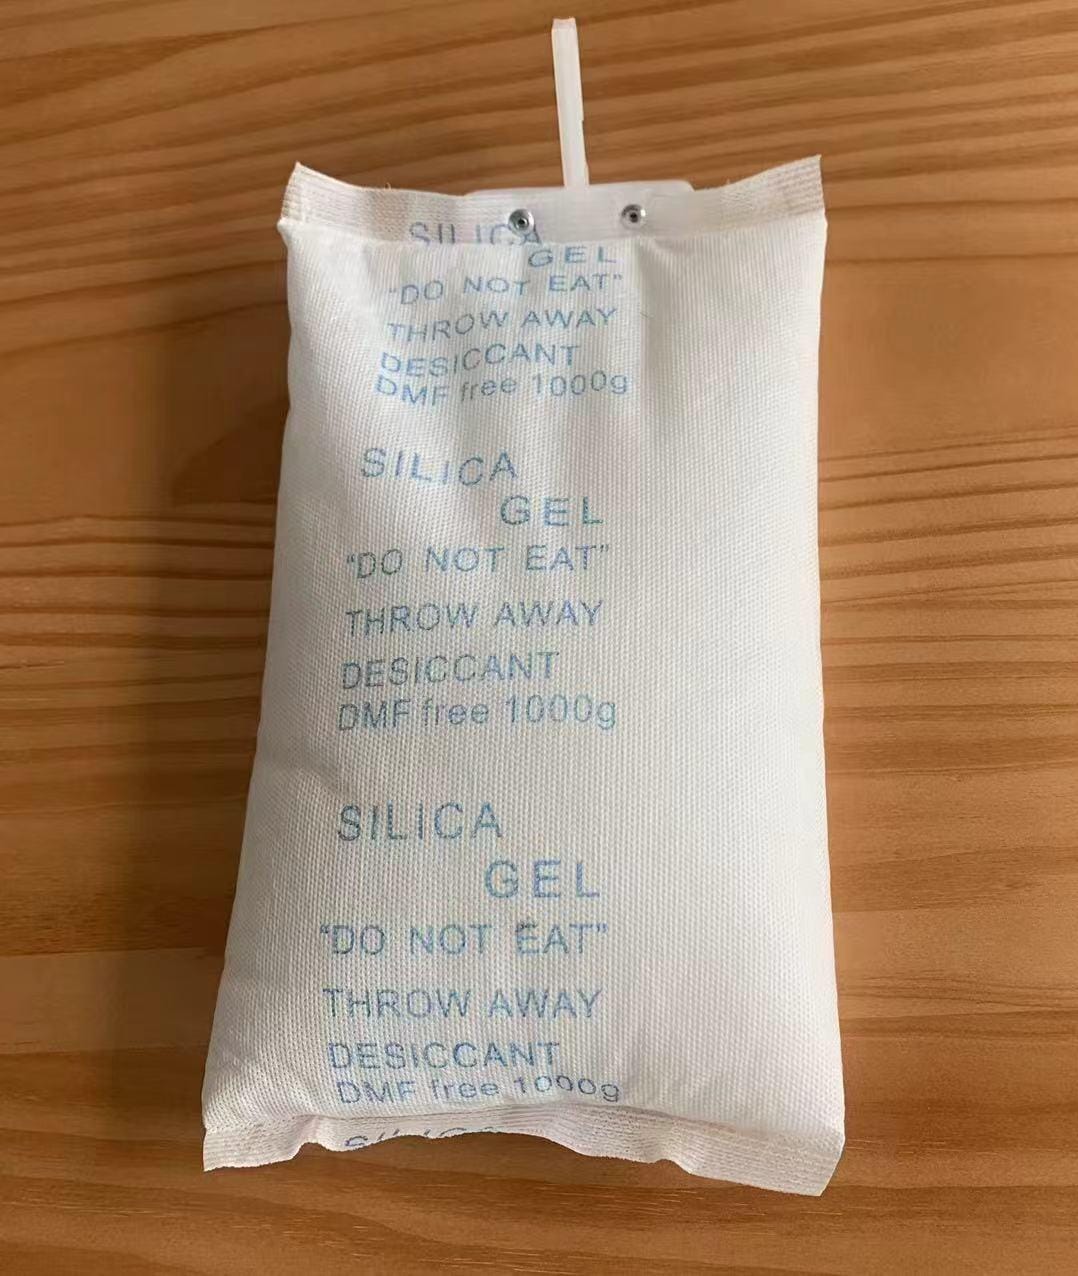 SILICA
GEL
"DO NOT EAT"
THROW AWAY
DESICCANT
DMF free 1000g
SILICA
GEL
"DO NOT EAT"
THROW AWAY
DESICCANT
DMF free 1000g
SILICA
GEL
"DO NOT EAT"
THROW AWAY
DESICCANT
DMF free 1000g